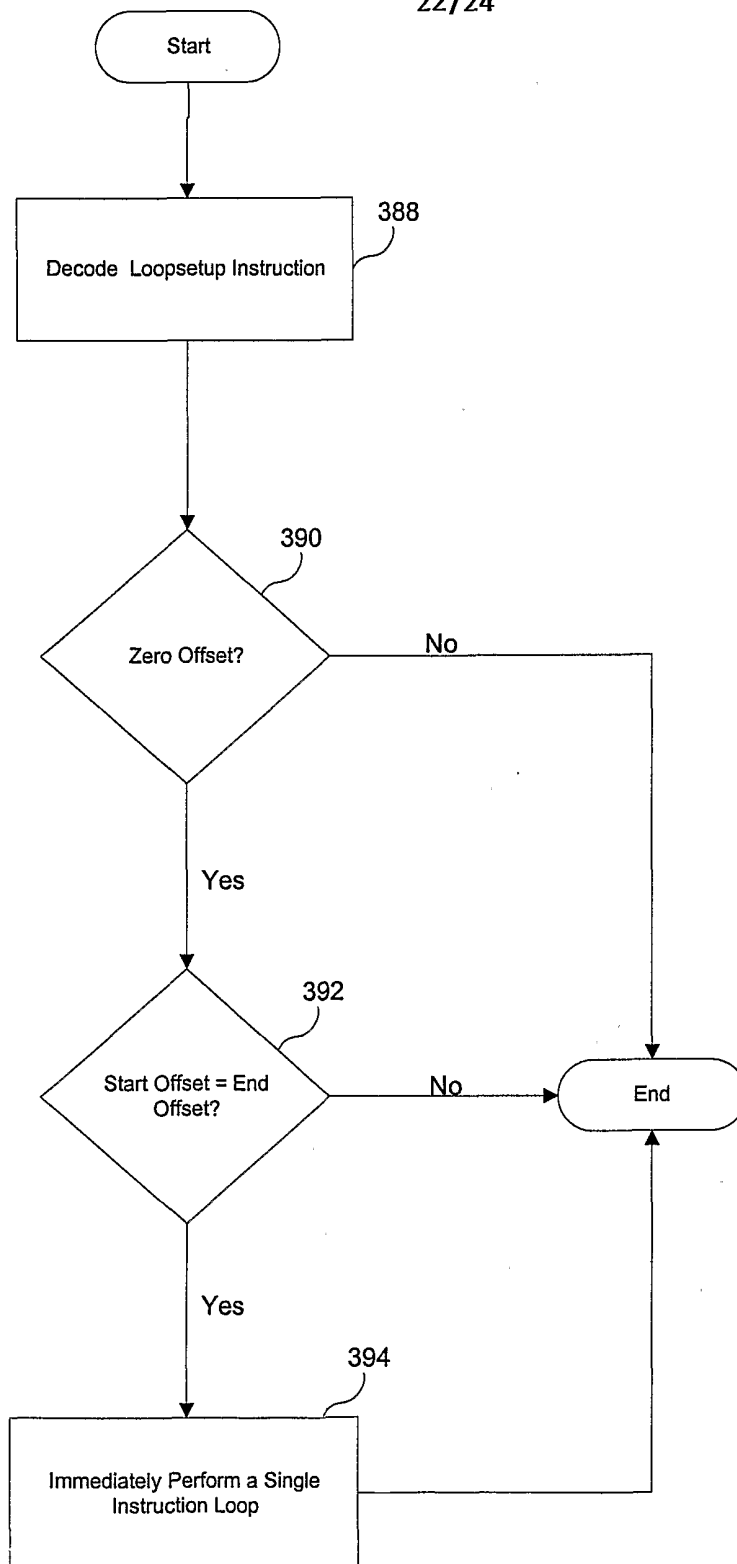 22/24
Start
388
Decode Loopsetup Instruction
390
Zero Offset?
No
Yes
392
Start Offset = End
Offset?
No
End
Yes
394
Immediately Perform a Single
Instruction Loop